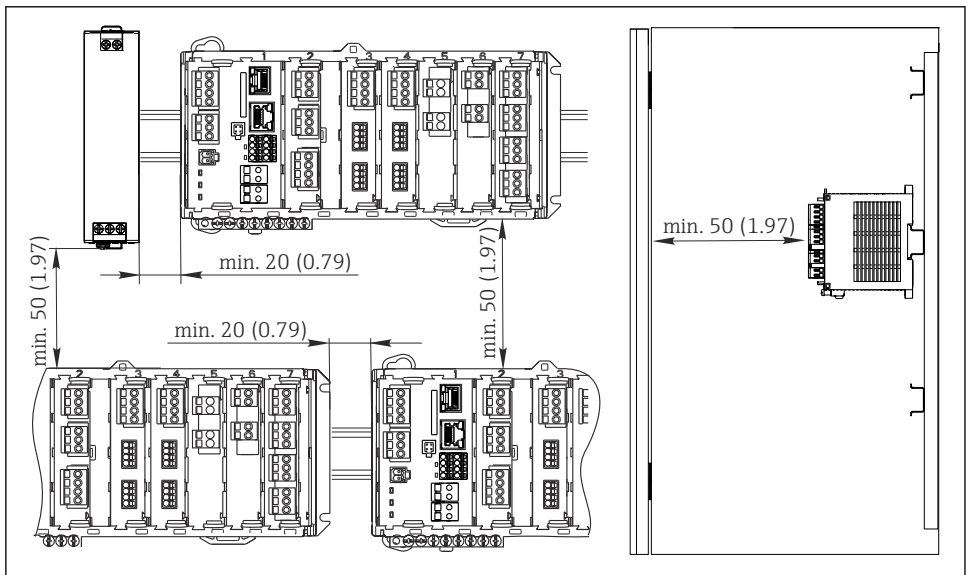 1 2 3 4 5 6 7
min. 50 (1.97)
min. 20 (0.79)
min. 50 (1.97)
min. 50 (1.97)
min. 20 (0.79)
2 3 4 5 6 7
1 2 3